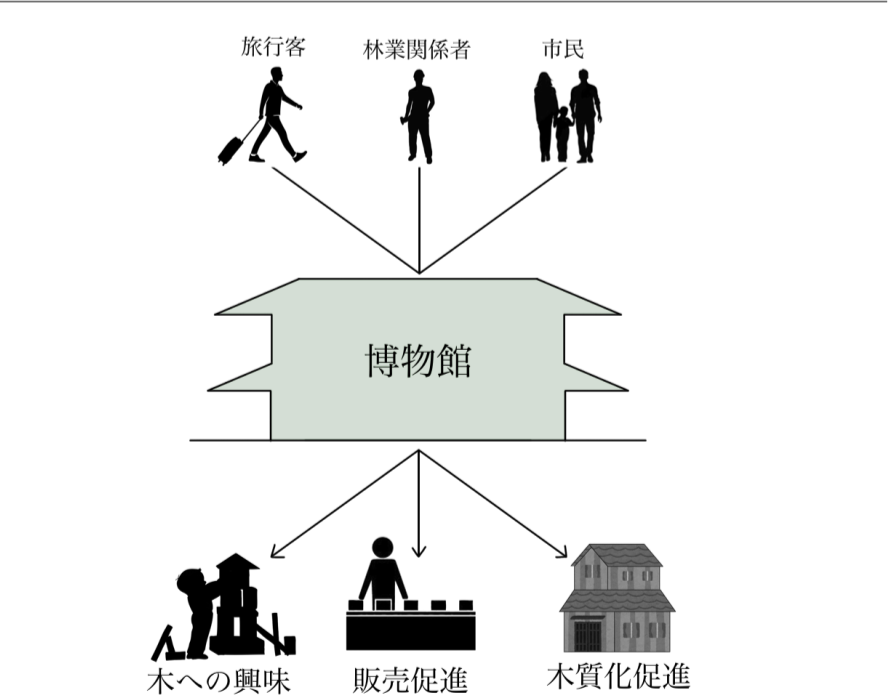 旅行客
林業関係者
市民
博物館
木への興味
販売促進
木質化促進